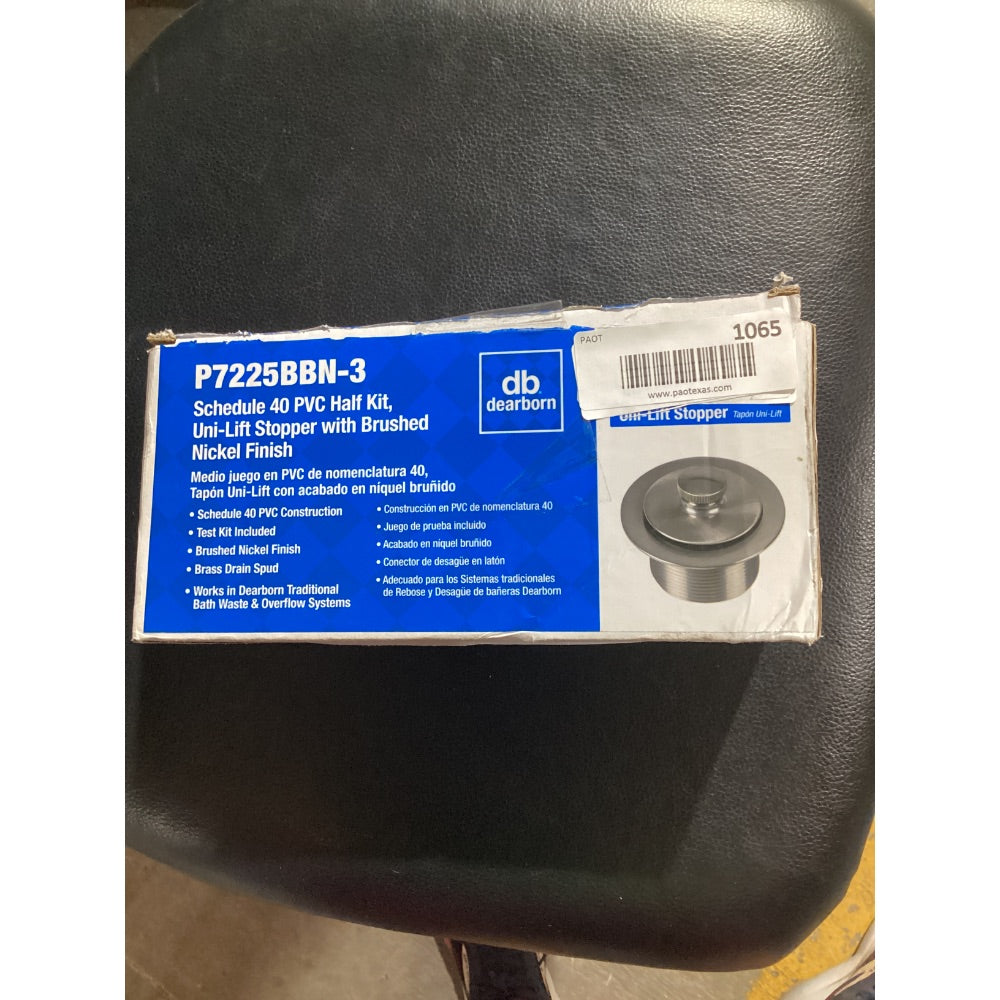 P7225BBN-3
Schedule 40 PVC Half Kit,
Uni-Lift Stopper with Brushed
Nickel Finish
Medio juego en PVC de nomenclatura 40,
Tapón Uni-Lift con acabado en níquel bruñido
• Schedule 40 PVC Construction
• Test Kit Included
• Brushed Nickel Finish
• Brass Drain Spud
• Works in Dearborn Traditional
Bath Waste & Overflow Systems
• Construcción en PVC de nomenclatura 40
• Juego de prueba incluido
• Acabado en níquel bruñido
• Conector de desagüe en latón
• Adecuado para los Sistemas tradicionales
de Rebose y Desagüe de bañeras Dearborn
db
dearborn
PAOT
1065
www.paotexas.com
Uni-Lift Stopper Tapón Uni-Lift